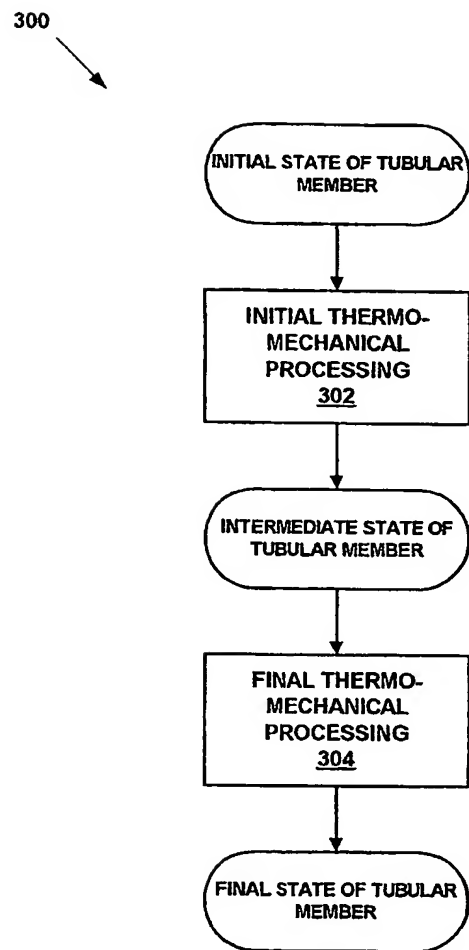 300
INITIAL STATE OF TUBULAR
MEMBER
INITIAL THERMO-
MECHANICAL
PROCESSING
302
INTERMEDIATE STATE OF
TUBULAR MEMBER
FINAL THERMO-
MECHANICAL
PROCESSING
304
FINAL STATE OF TUBULAR
MEMBER